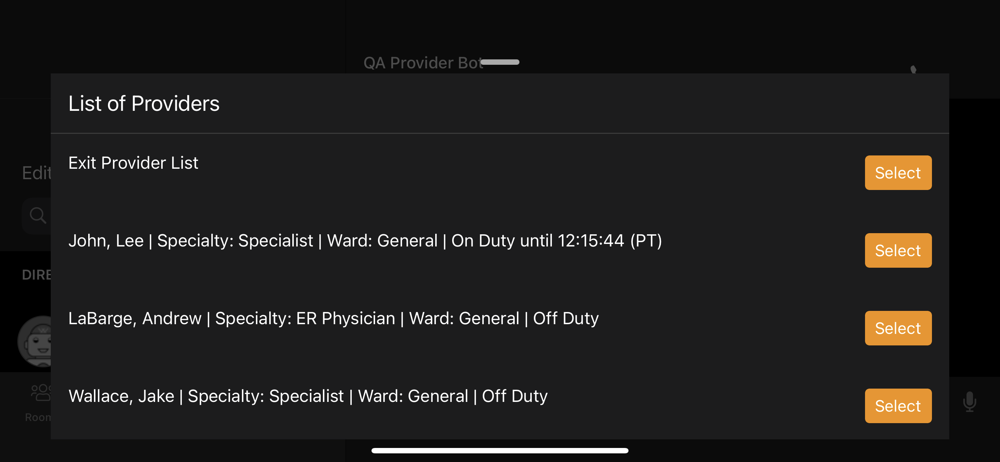 QA Provider Bot
List of Providers
Exit Provider List
Select
Edit
John, Lee | Specialty: Specialist | Ward: General | On Duty until 12:15:44 (PT)
Select
DIRE
LaBarge, Andrew | Specialty: ER Physician | Ward: General | Off Duty
Select
Wallace, Jake | Specialty: Specialist | Ward: General | Off Duty
Select
Room